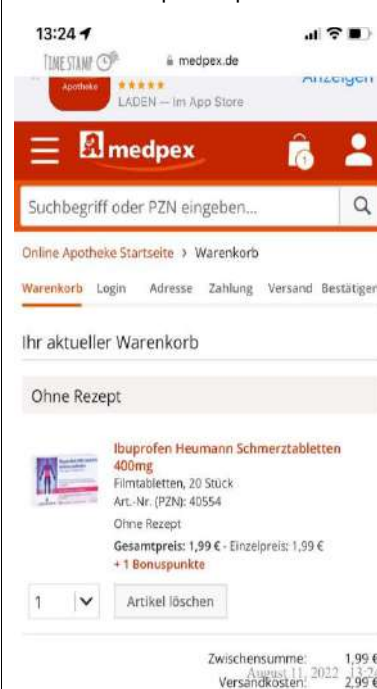 13:24
TIMESTAMP
medpex.de
Apotheke
LADEN — Im App Store
Anzeigen
medpex
1
Suchbegriff oder PZN eingeben...
Online Apotheke Startseite > Warenkorb
Warenkorb Login Adresse Zahlung Versand Bestätigen
Ihr aktueller Warenkorb
Ohne Rezept
Ibuprofen Heumann Schmerztabletten
400mg
Filmtabletten, 20 Stück
Art.-Nr. (PZN): 40554
Ohne Rezept
Gesamtpreis: 1,99 € - Einzelpreis: 1,99 €
+ 1 Bonuspunkte
1 Artikel löschen
Zwischensumme: 1,99 €
August 11, 2022 13:24
Versandkosten: 2,99 €